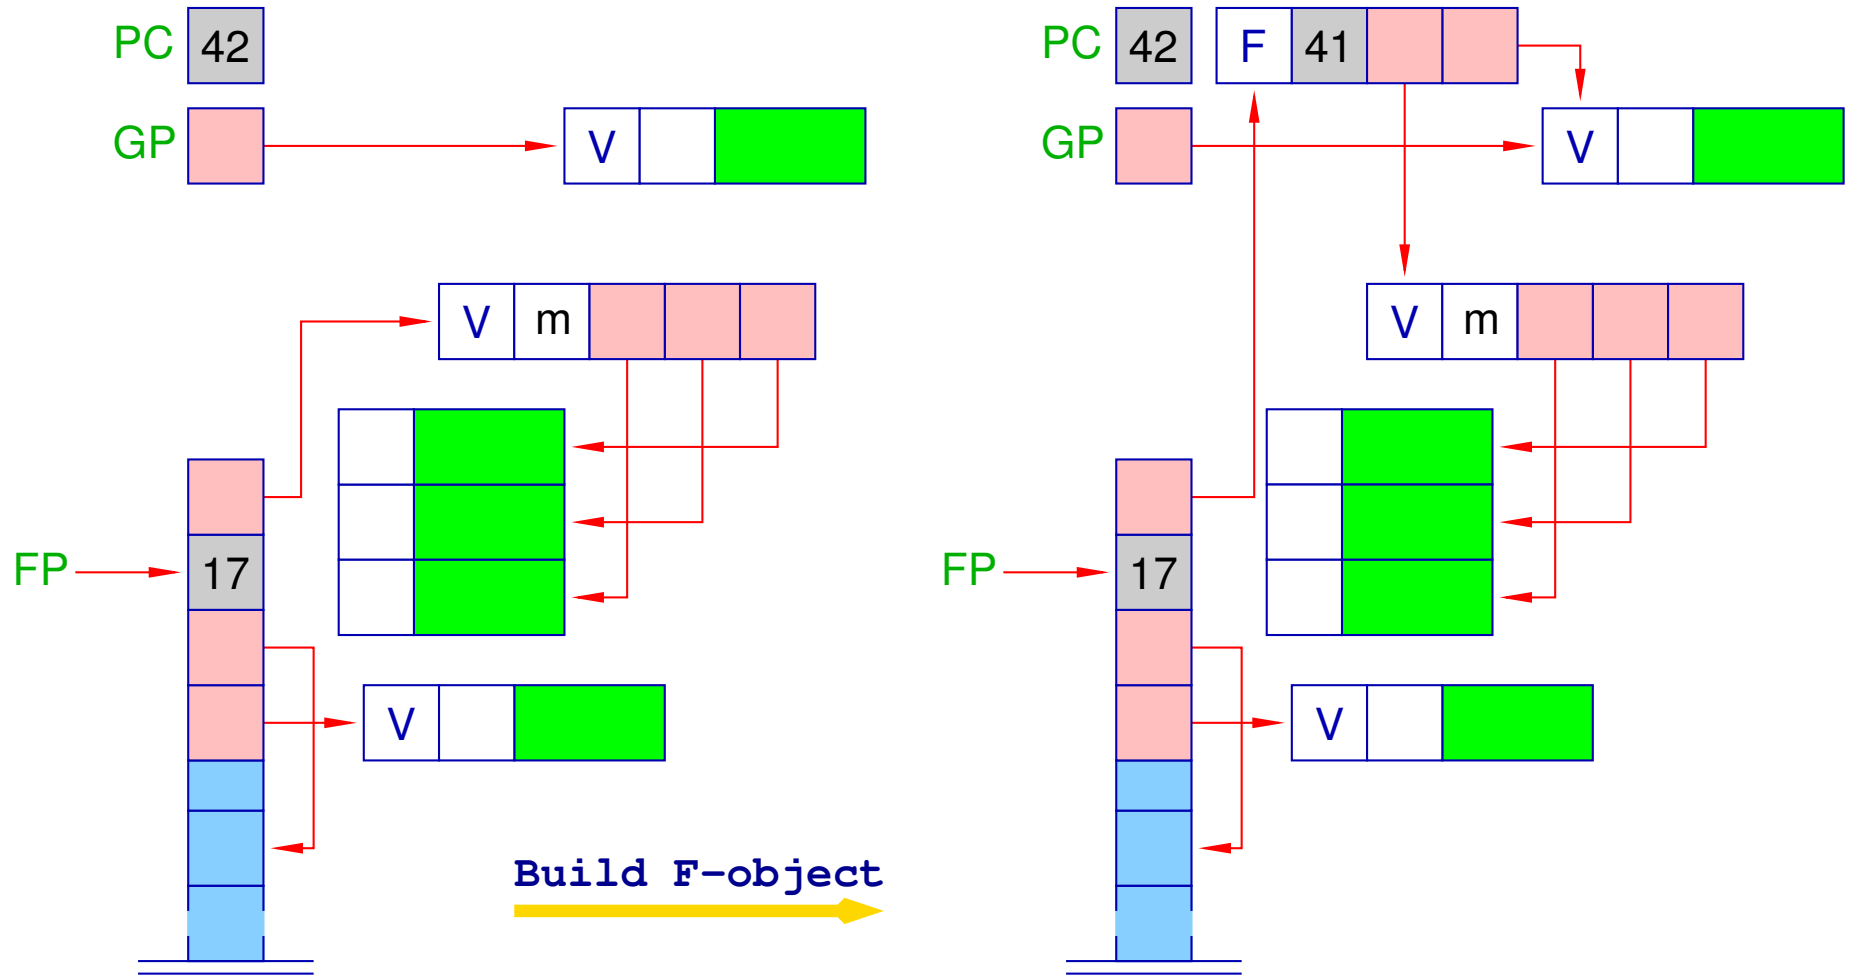 PC 42
GP V
V m
FP 17
V
Build F-object
PC 42 F 41
GP V
V m
FP 17
V